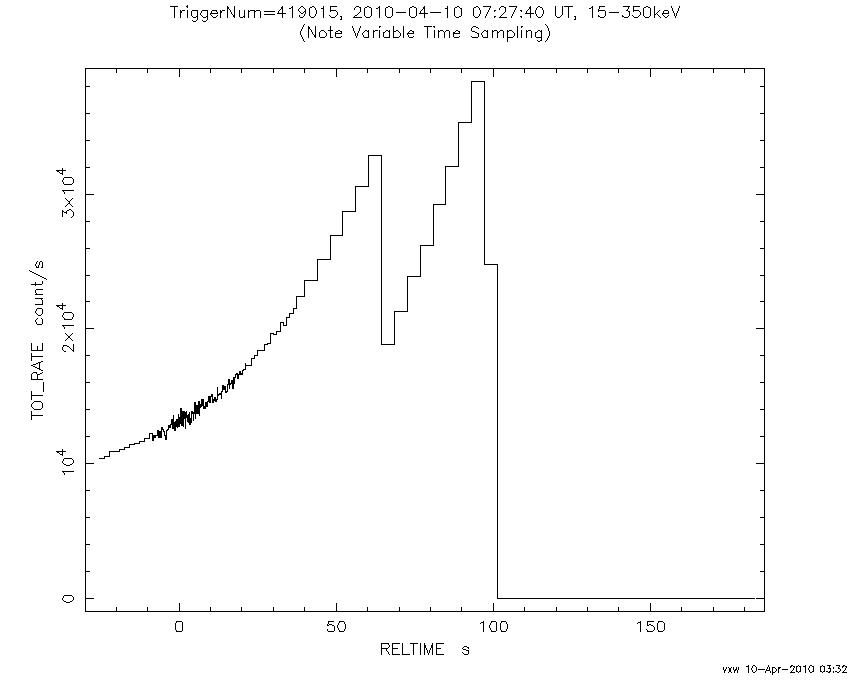 TriggerNum=419015, 2010-04-10 07:27:40 UT, 15-350keV
(Note Variable Time Sampling)
TOT_RATE count/s
3×10⁴
2×10⁴
10⁴
0
0 50 100 150
RELTIME s
vxw 10-Apr-2010 03:32